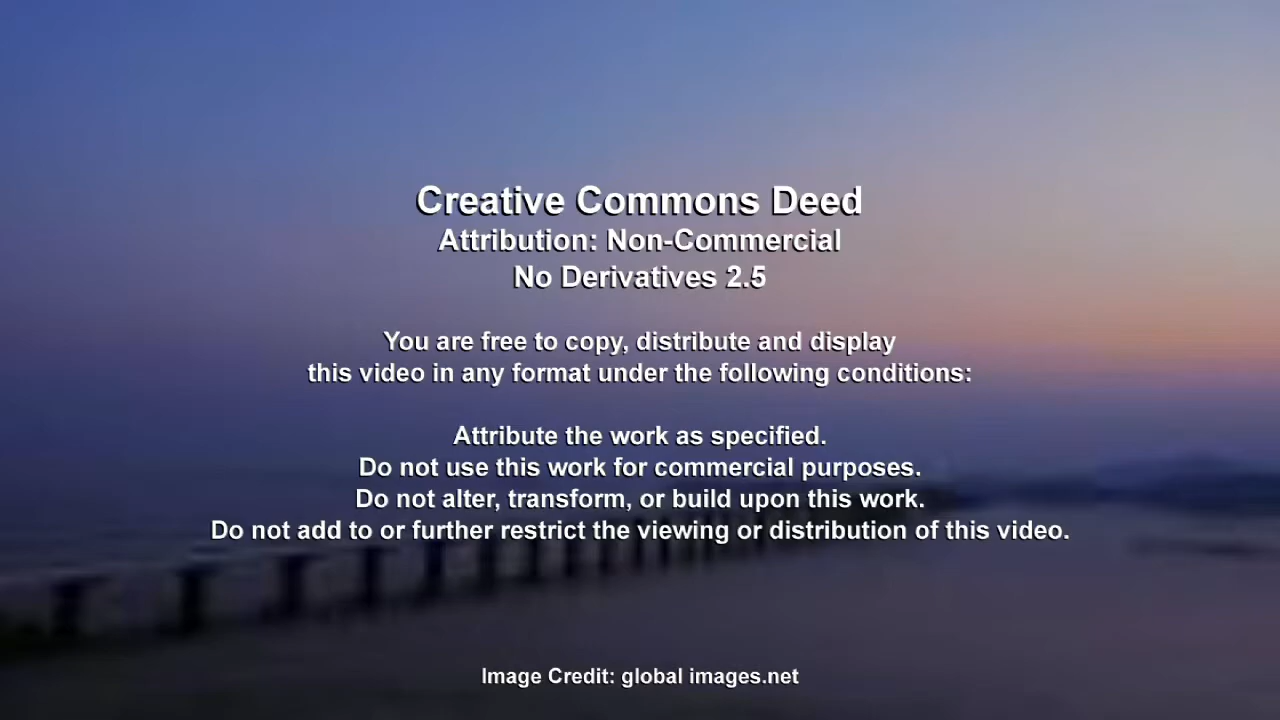 Creative Commons Deed
Attribution: Non-Commercial
No Derivatives 2.5
You are free to copy, distribute and display
this video in any format under the following conditions:
Attribute the work as specified.
Do not use this work for commercial purposes.
Do not alter, transform, or build upon this work.
Do not add to or further restrict the viewing or distribution of this video.
Image Credit: global images.net